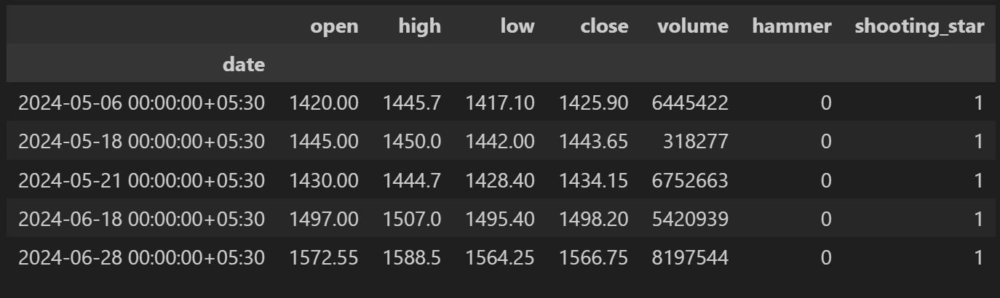 open high low close volume hammer shooting_star
date
2024-05-06 00:00:00+05:30 1420.00 1445.7 1417.10 1425.90 6445422 0 1
2024-05-18 00:00:00+05:30 1445.00 1450.0 1442.00 1443.65 318277 0 1
2024-05-21 00:00:00+05:30 1430.00 1444.7 1428.40 1434.15 6752663 0 1
2024-06-18 00:00:00+05:30 1497.00 1507.0 1495.40 1498.20 5420939 0 1
2024-06-28 00:00:00+05:30 1572.55 1588.5 1564.25 1566.75 8197544 0 1